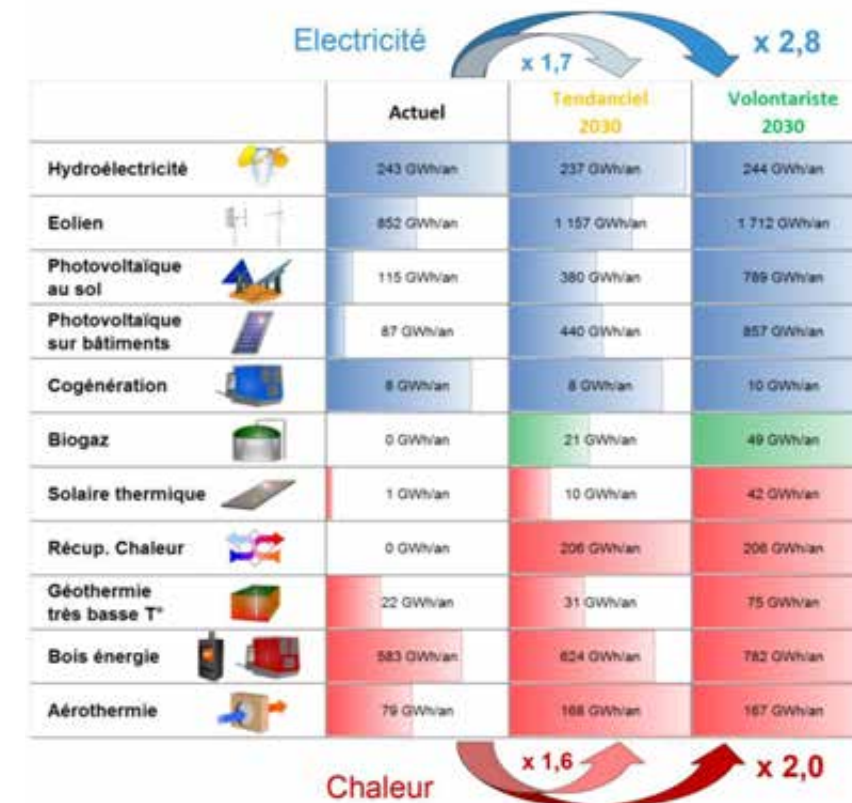 Electricité
x 1,7
x 2,8
Actuel
Tendanciel
2030
Volontariste
2030
Hydroélectricité
243 GWh/an
237 GWh/an
244 GWh/an
Eolien
852 GWh/an
1 157 GWh/an
1 712 GWh/an
Photovoltaïque
au sol
115 GWh/an
380 GWh/an
789 GWh/an
Photovoltaïque
sur bâtiments
87 GWh/an
440 GWh/an
857 GWh/an
Cogénération
8 GWh/an
8 GWh/an
10 GWh/an
Biogaz
0 GWh/an
21 GWh/an
49 GWh/an
Solaire thermique
1 GWh/an
10 GWh/an
42 GWh/an
Récup. Chaleur
0 GWh/an
206 GWh/an
206 GWh/an
Géothermie
très basse T°
22 GWh/an
31 GWh/an
75 GWh/an
Bois énergie
583 GWh/an
624 GWh/an
782 GWh/an
Aérothermie
79 GWh/an
168 GWh/an
167 GWh/an
Chaleur
x 1,6
x 2,0